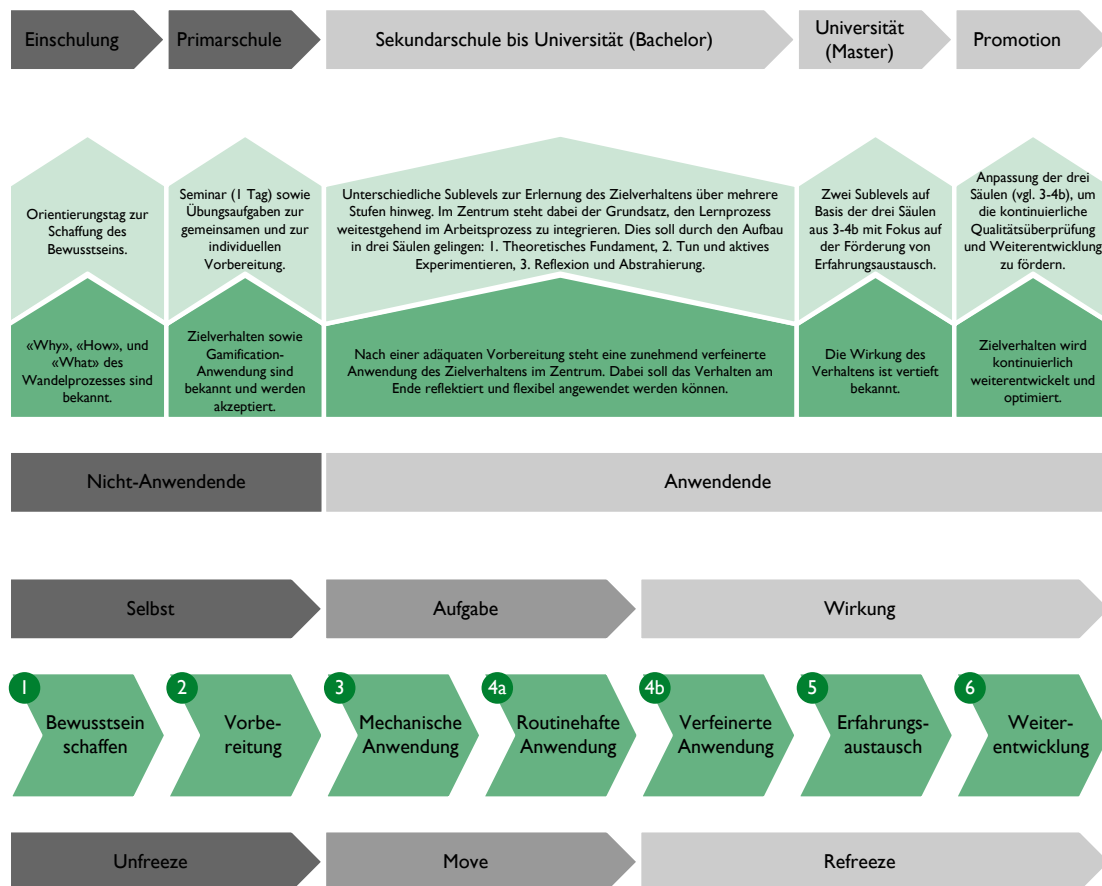 Einschulung
Primarschule
Sekundarschule bis Universität (Bachelor)
Universität
(Master)
Promotion
Orientierungstag zur
Schaffung des
Bewusstseins.
Seminar (1 Tag) sowie
Übungsaufgaben zur
gemeinsamen und zur
individuellen
Vorbereitung.
Unterschiedliche Sublevels zur Erlernung des Zielverhaltens über mehrere
Stufen hinweg. Im Zentrum steht dabei der Grundsatz, den Lernprozess
weitestgehend im Arbeitsprozess zu integrieren. Dies soll durch den Aufbau
in drei Säulen gelingen: 1. Theoretisches Fundament, 2. Tun und aktives
Experimentieren, 3. Reflexion und Abstrahierung.
Zwei Sublevels auf
Basis der drei Säulen
aus 3-4b mit Fokus auf
der Förderung von
Erfahrungsaustausch.
Anpassung der drei
Säulen (vgl. 3-4b), um
die kontinuierliche
Qualitätsüberprüfung
und Weiterentwicklung
zu fördern.
«Why», «How», und
«What» des
Wandelprozesses sind
bekannt.
Zielverhalten sowie
Gamification-
Anwendung sind
bekannt und werden
akzeptiert.
Nach einer adäquaten Vorbereitung steht eine zunehmend verfeinerte
Anwendung des Zielverhaltens im Zentrum. Dabei soll das Verhalten am
Ende reflektiert und flexibel angewendet werden können.
Die Wirkung des
Verhaltens ist vertieft
bekannt.
Zielverhalten wird
kontinuierlich
weiterentwickelt und
optimiert.
Nicht-Anwendende
Anwendende
Selbst
Aufgabe
Wirkung
1
Bewusstsein
schaffen
2
Vorbe-
reitung
3
Mechanische
Anwendung
4a
Routinehafte
Anwendung
4b
Verfeinerte
Anwendung
5
Erfahrungs-
austausch
6
Weiter-
entwicklung
Unfreeze
Move
Refreeze